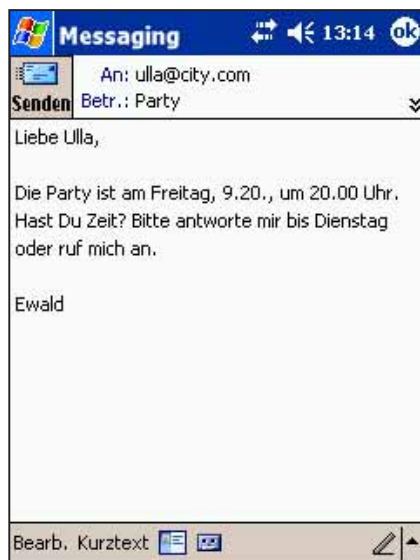 Messaging 13:14 ok
An: ulla@city.com
Senden Betr.: Party
Liebe Ulla,
Die Party ist am Freitag, 9.20., um 20.00 Uhr.
Hast Du Zeit? Bitte antworte mir bis Dienstag
oder ruf mich an.
Ewald
Bearb. Kurztext